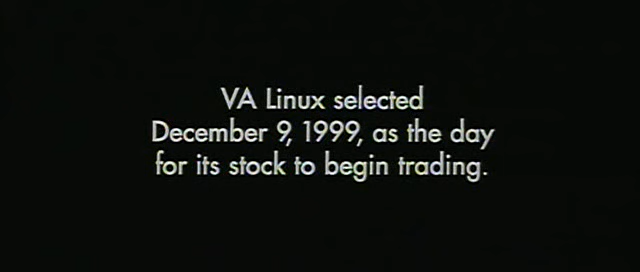 VA Linux selected
December 9, 1999, as the day
for its stock to begin trading.